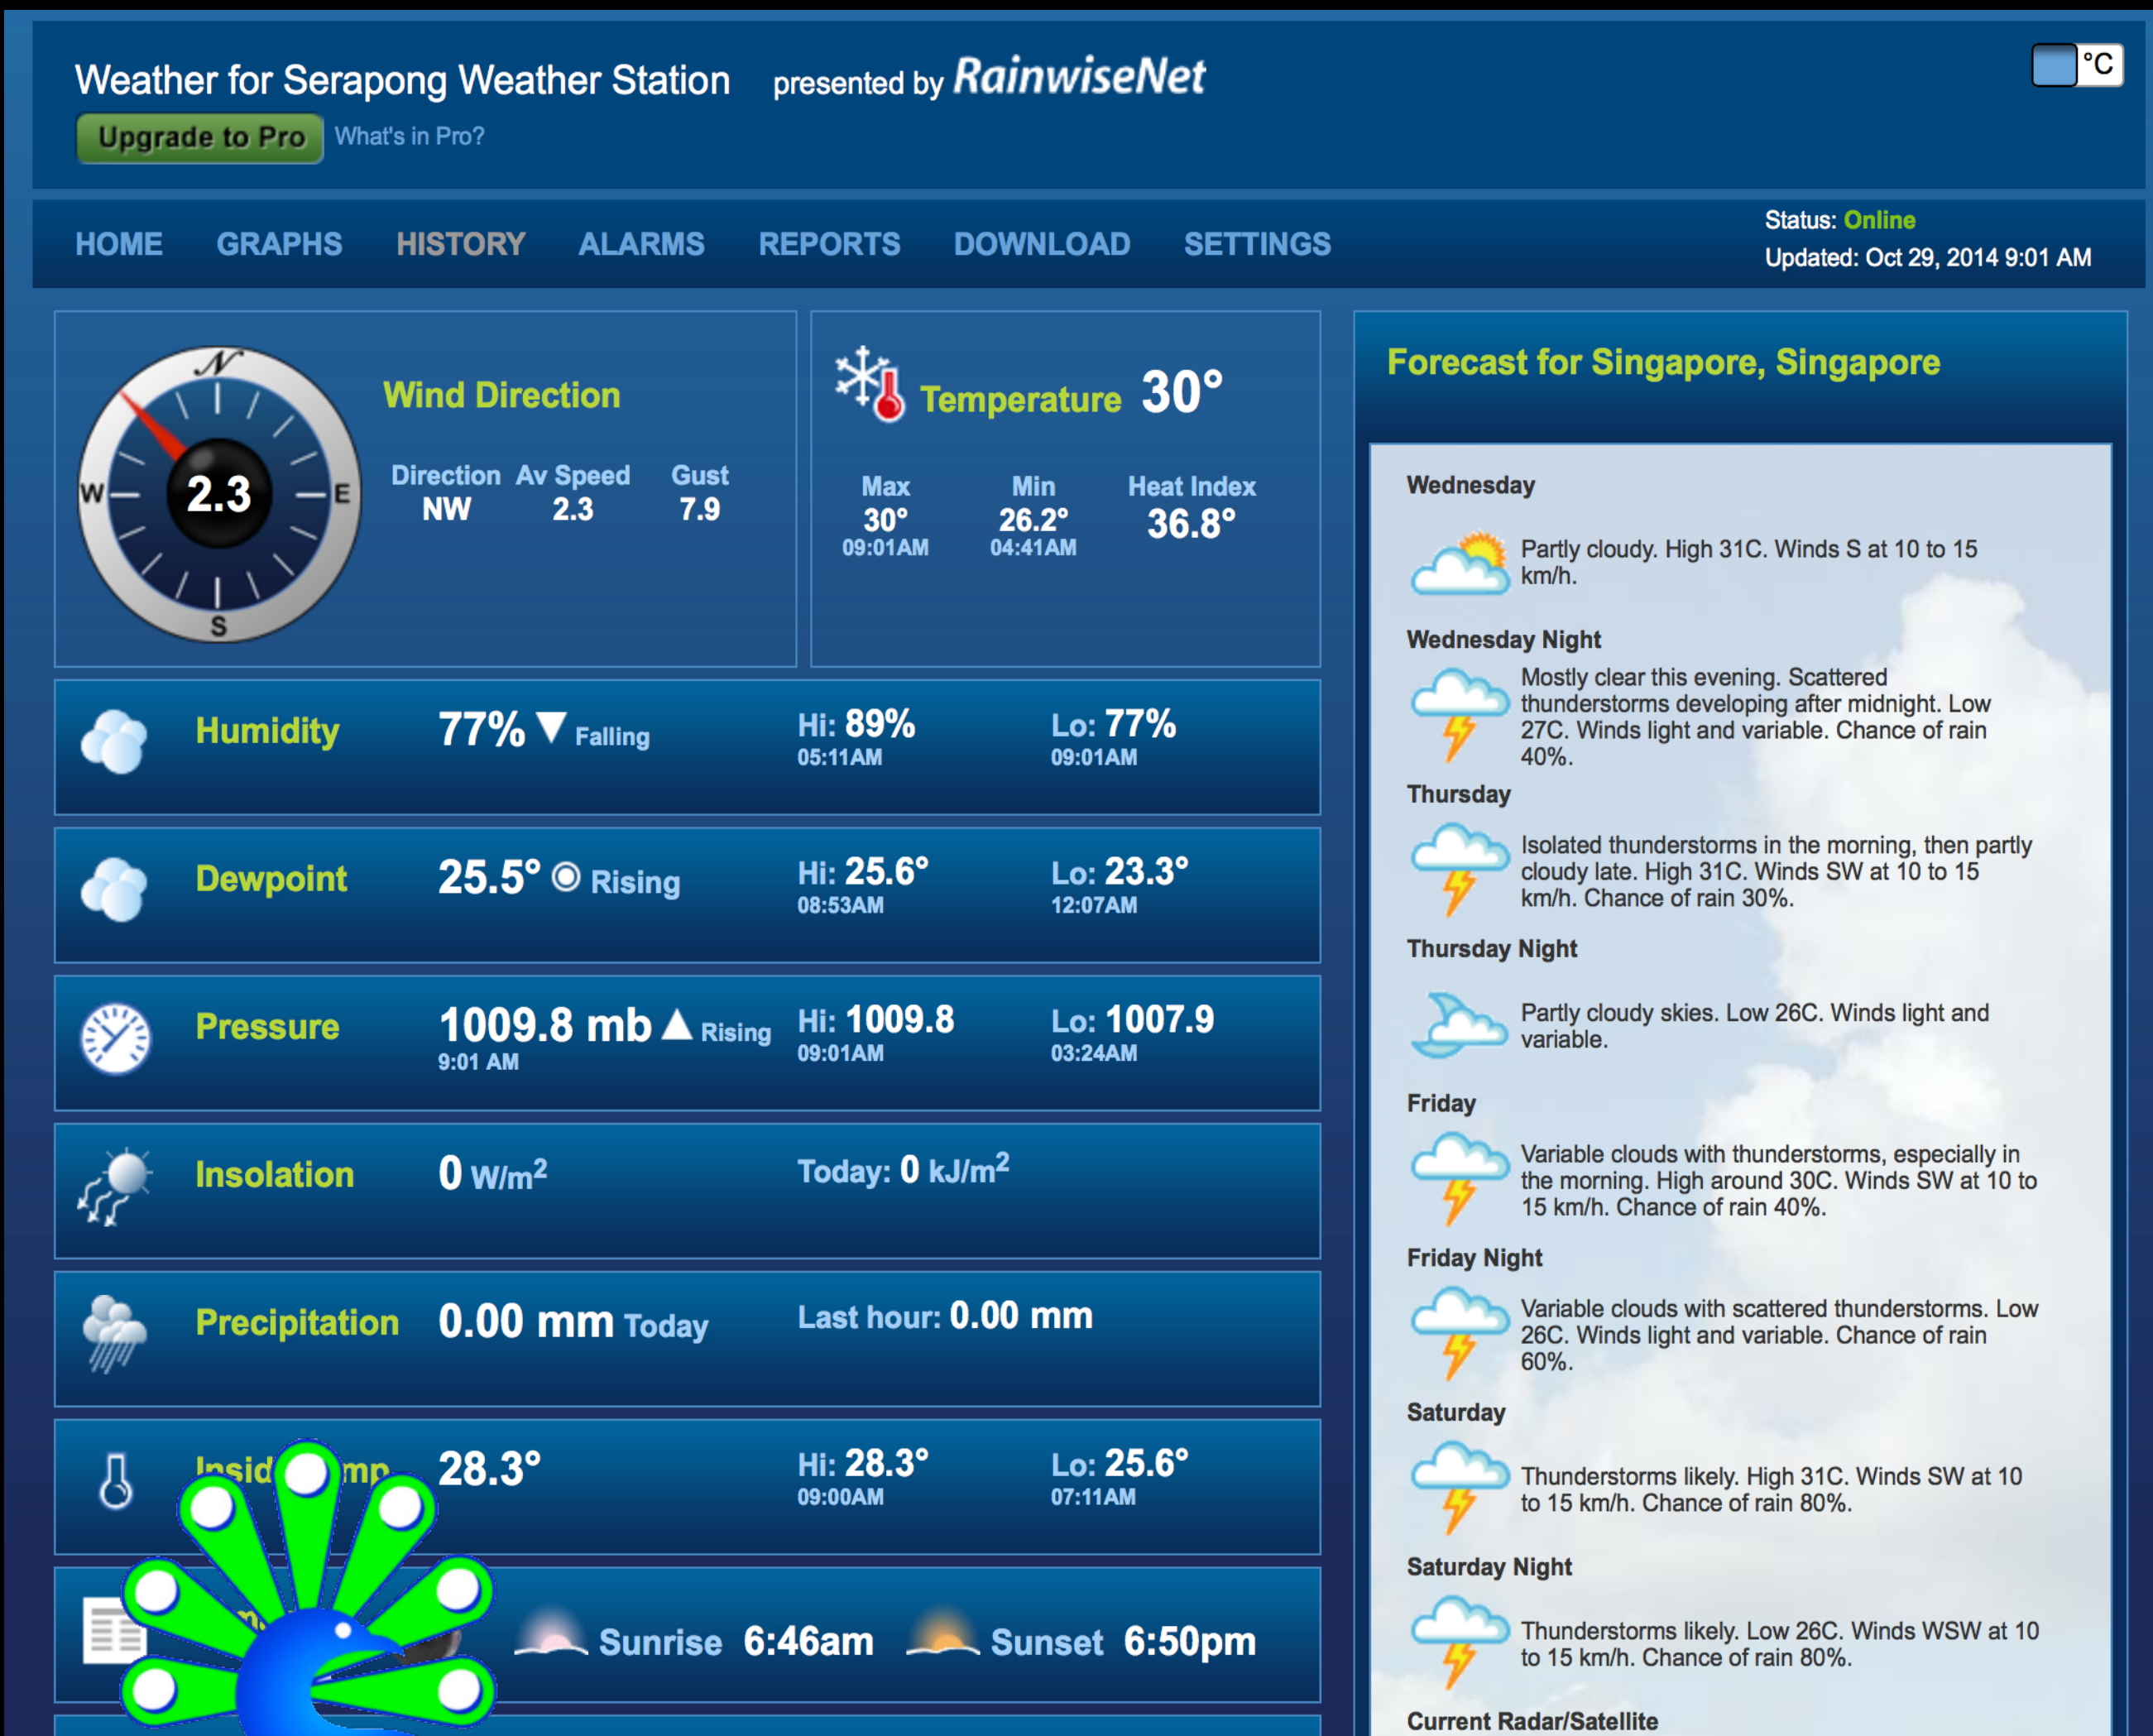 Weather for Serapong Weather Station presented by RainwiseNet
°C
Upgrade to Pro What's in Pro?
HOME GRAPHS HISTORY ALARMS REPORTS DOWNLOAD SETTINGS
Status: Online
Updated: Oct 29, 2014 9:01 AM
N
W
E
S
2.3
Wind Direction
Direction Av Speed Gust
NW 2.3 7.9
Temperature 30°
Max Min Heat Index
30° 26.2° 36.8°
09:01AM 04:41AM
Humidity 77% Falling Hi: 89% Lo: 77%
05:11AM 09:01AM
Dewpoint 25.5° Rising Hi: 25.6° Lo: 23.3°
08:53AM 12:07AM
Pressure 1009.8 mb Rising Hi: 1009.8 Lo: 1007.9
9:01 AM 09:01AM 03:24AM
Insolation 0 W/m² Today: 0 kJ/m²
Precipitation 0.00 mm Today Last hour: 0.00 mm
28.3° Hi: 28.3° Lo: 25.6°
09:00AM 07:11AM
Sunrise 6:46am Sunset 6:50pm
Forecast for Singapore, Singapore
Wednesday
Partly cloudy. High 31C. Winds S at 10 to 15
km/h.
Wednesday Night
Mostly clear this evening. Scattered
thunderstorms developing after midnight. Low
27C. Winds light and variable. Chance of rain
40%.
Thursday
Isolated thunderstorms in the morning, then partly
cloudy late. High 31C. Winds SW at 10 to 15
km/h. Chance of rain 30%.
Thursday Night
Partly cloudy skies. Low 26C. Winds light and
variable.
Friday
Variable clouds with thunderstorms, especially in
the morning. High around 30C. Winds SW at 10 to
15 km/h. Chance of rain 40%.
Friday Night
Variable clouds with scattered thunderstorms. Low
26C. Winds light and variable. Chance of rain
60%.
Saturday
Thunderstorms likely. High 31C. Winds SW at 10
to 15 km/h. Chance of rain 80%.
Saturday Night
Thunderstorms likely. Low 26C. Winds WSW at 10
to 15 km/h. Chance of rain 80%.
Current Radar/Satellite